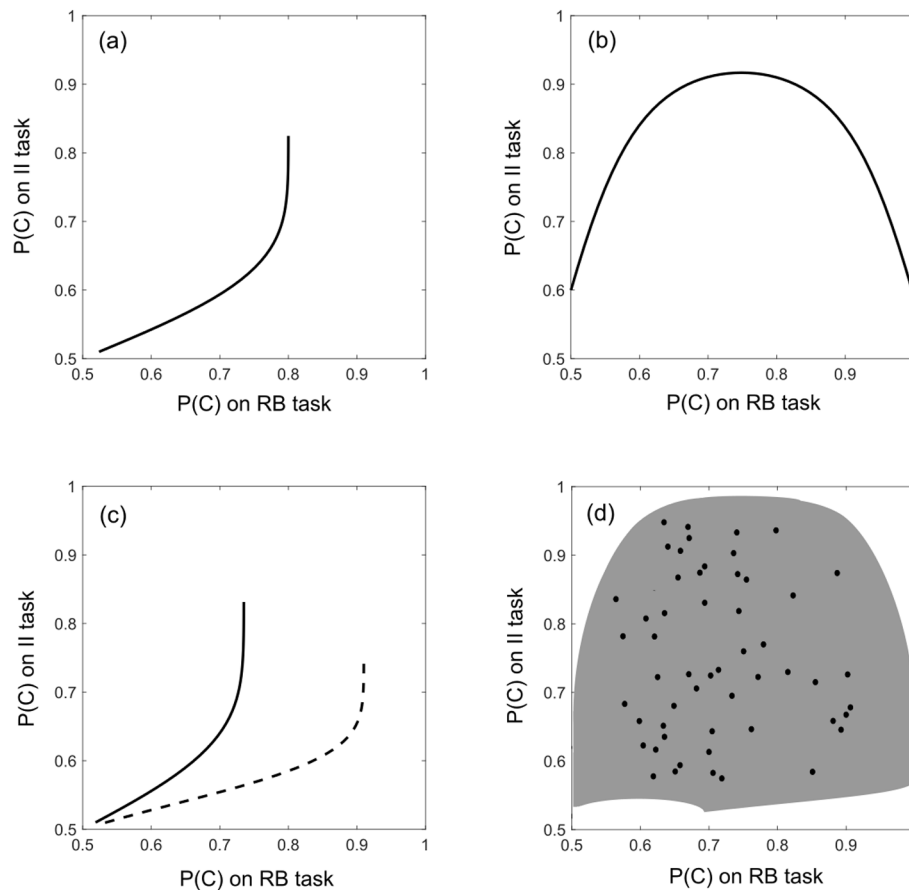 (a)
P(C) on II task
1
0.9
0.8
0.7
0.6
0.5
0.5 0.6 0.7 0.8 0.9 1
P(C) on RB task
(b)
P(C) on II task
1
0.9
0.8
0.7
0.6
0.5
0.5 0.6 0.7 0.8 0.9
P(C) on RB task
(c)
P(C) on II task
1
0.9
0.8
0.7
0.6
0.5
0.5 0.6 0.7 0.8 0.9 1
P(C) on RB task
(d)
P(C) on II task
1
0.9
0.8
0.7
0.6
0.5
0.5 0.6 0.7 0.8 0.9
P(C) on RB task